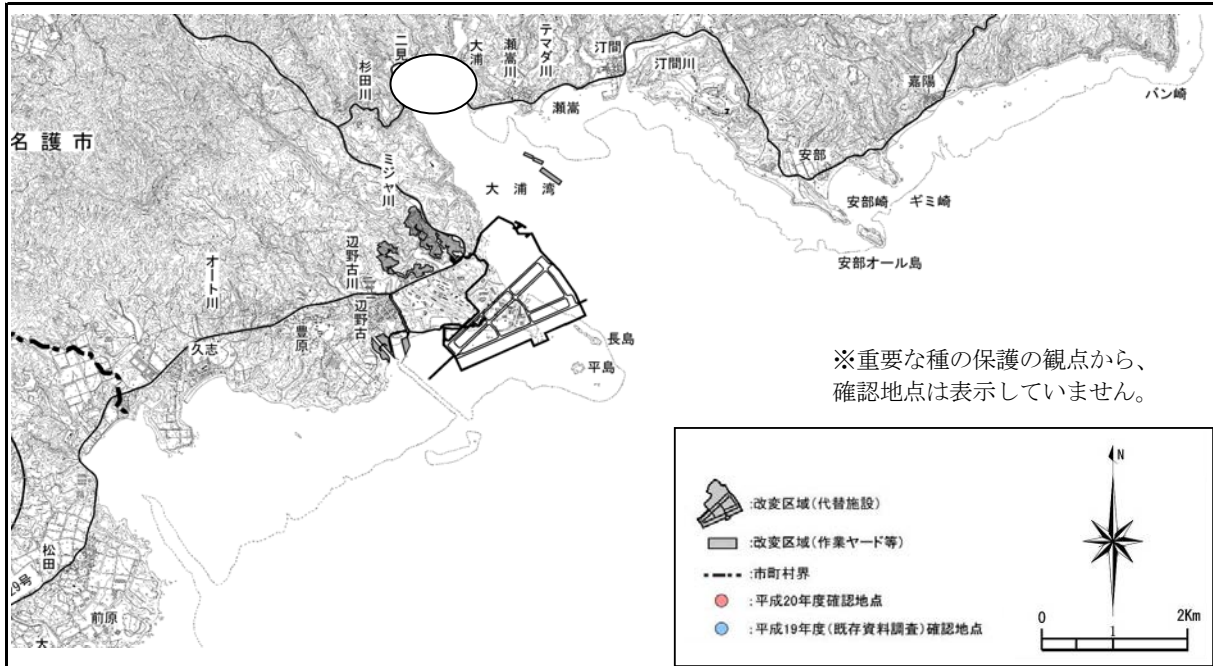 二見
大浦
瀬嵩川
テマダ川
汀間
汀間川
嘉陽
バン崎
杉田川
瀬嵩
名護市
安部
ミジャ川
大浦湾
安部崎
ギミ崎
安部オール島
辺野古川
オート川
辺野古
豊原
久志
長島
平島
※重要な種の保護の観点から、
確認地点は表示していません。
松田
29号
前原
:改変区域(代替施設)
:改変区域(作業ヤード等)
:市町村界
:平成20年度確認地点
:平成19年度(既存資料調査)確認地点
N
0 1 2Km